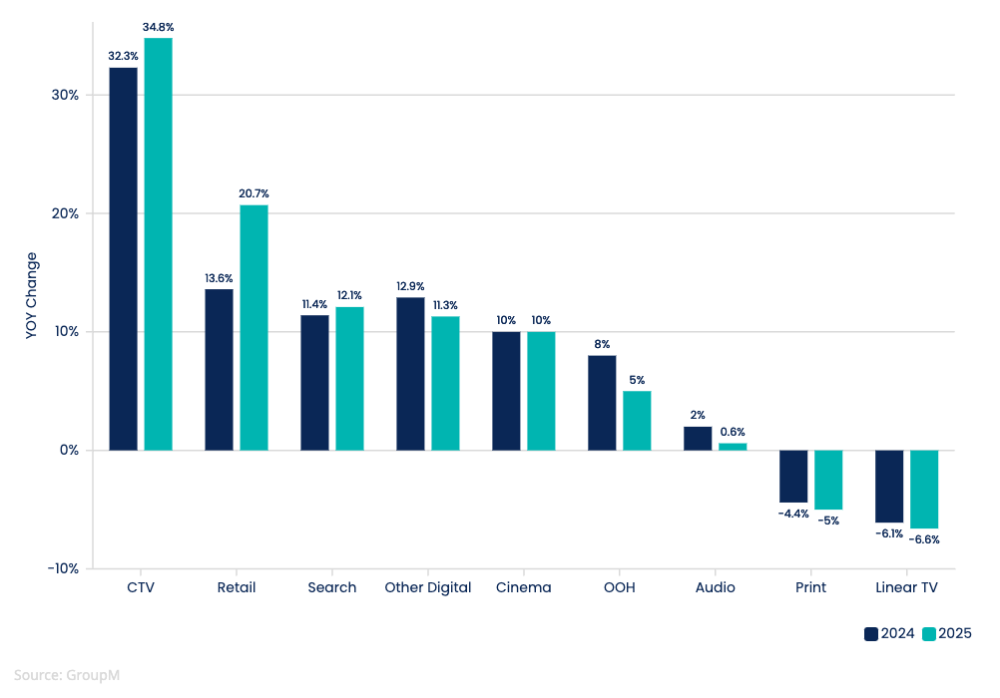 34.8%
32.3%
30%
20.7%
20%
13.6%
12.9%
12.1%
11.4%
11.3%
10%
10%
10%
8%
5%
2%
0.6%
0%
-4.4%
-5%
-6.1%
-6.6%
-10%
YOY Change
CTV
Retail
Search
Other Digital
Cinema
OOH
Audio
Print
Linear TV
2024
2025
Source: GroupM